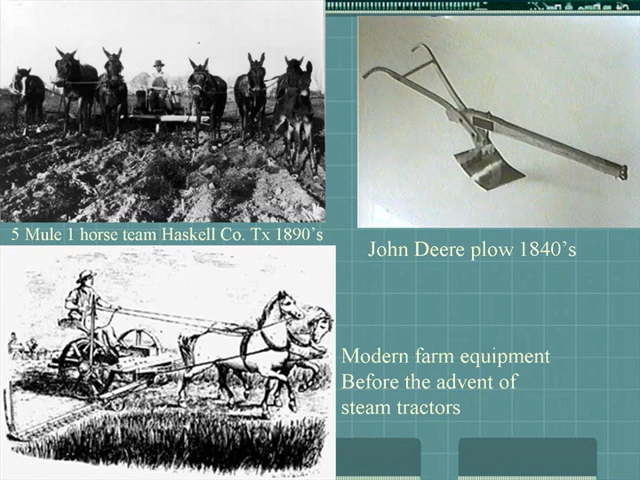 5 Mule 1 horse team Haskell Co. Tx 1890's
John Deere plow 1840's
Modern farm equipment
Before the advent of
steam tractors